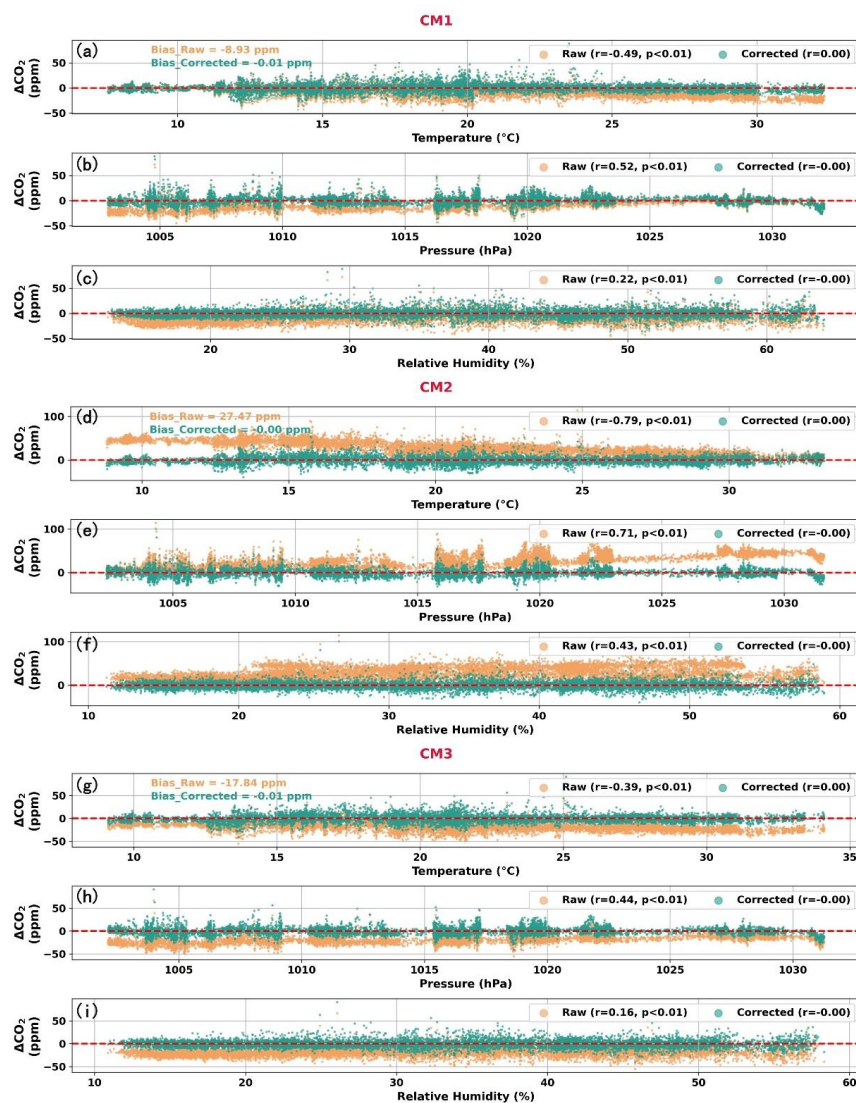 CM1
(a)
Bias_Raw = -8.93 ppm
Bias_Corrected = -0.01 ppm
Raw (r=-0.49, p<0.01)
Corrected (r=0.00)
ΔCO₂
(ppm)
50
0
−50
10 15 20 25 30
Temperature (°C)
(b)
Raw (r=0.52, p<0.01)
Corrected (r=-0.00)
ΔCO₂
(ppm)
50
0
−50
1005 1010 1015 1020 1025 1030
Pressure (hPa)
(c)
Raw (r=0.22, p<0.01)
Corrected (r=-0.00)
ΔCO₂
(ppm)
50
0
−50
20 30 40 50 60
Relative Humidity (%)
CM2
(d)
Bias_Raw = 27.47 ppm
Bias_Corrected = -0.00 ppm
Raw (r=-0.79, p<0.01)
Corrected (r=0.00)
ΔCO₂
(ppm)
100
0
10 15 20 25 30
Temperature (°C)
(e)
Raw (r=0.71, p<0.01)
Corrected (r=-0.00)
ΔCO₂
(ppm)
100
0
1005 1010 1015 1020 1025 1030
Pressure (hPa)
(f)
Raw (r=0.43, p<0.01)
Corrected (r=-0.00)
ΔCO₂
(ppm)
100
0
10 20 30 40 50 60
Relative Humidity (%)
CM3
(g)
Bias_Raw = -17.84 ppm
Bias_Corrected = -0.01 ppm
Raw (r=-0.39, p<0.01)
Corrected (r=0.00)
ΔCO₂
(ppm)
50
0
−50
10 15 20 25 30 35
Temperature (°C)
(h)
Raw (r=0.44, p<0.01)
Corrected (r=-0.00)
ΔCO₂
(ppm)
50
0
−50
1005 1010 1015 1020 1025 1030
Pressure (hPa)
(i)
Raw (r=0.16, p<0.01)
Corrected (r=-0.00)
ΔCO₂
(ppm)
50
0
−50
10 20 30 40 50 60
Relative Humidity (%)